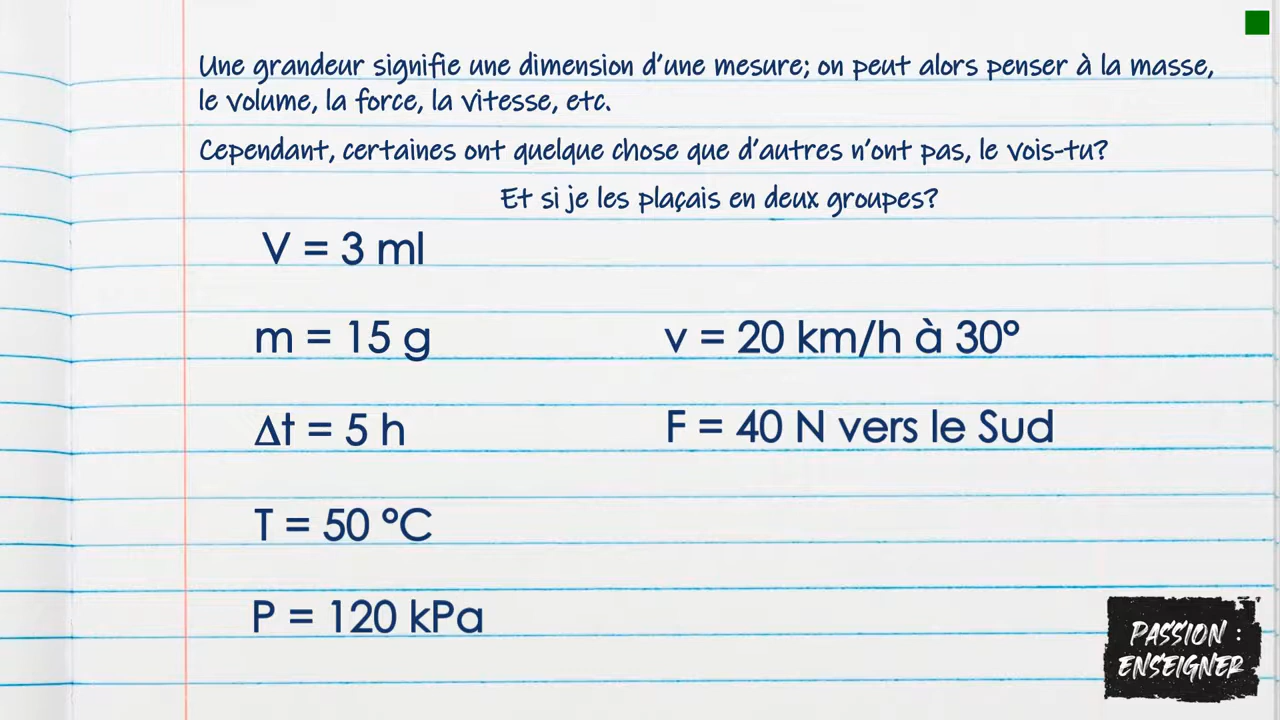 Une grandeur signifie une dimension d'une mesure; on peut alors penser à la masse,
le volume, la force, la vitesse, etc.
Cependant, certaines ont quelque chose que d'autres n'ont pas, le vois-tu?
Et si je les plaçais en deux groupes?
V = 3 ml
m = 15 g
v = 20 km/h à 30°
Δt = 5 h
F = 40 N vers le Sud
T = 50 °C
P = 120 kPa
PASSION :
ENSEIGNER